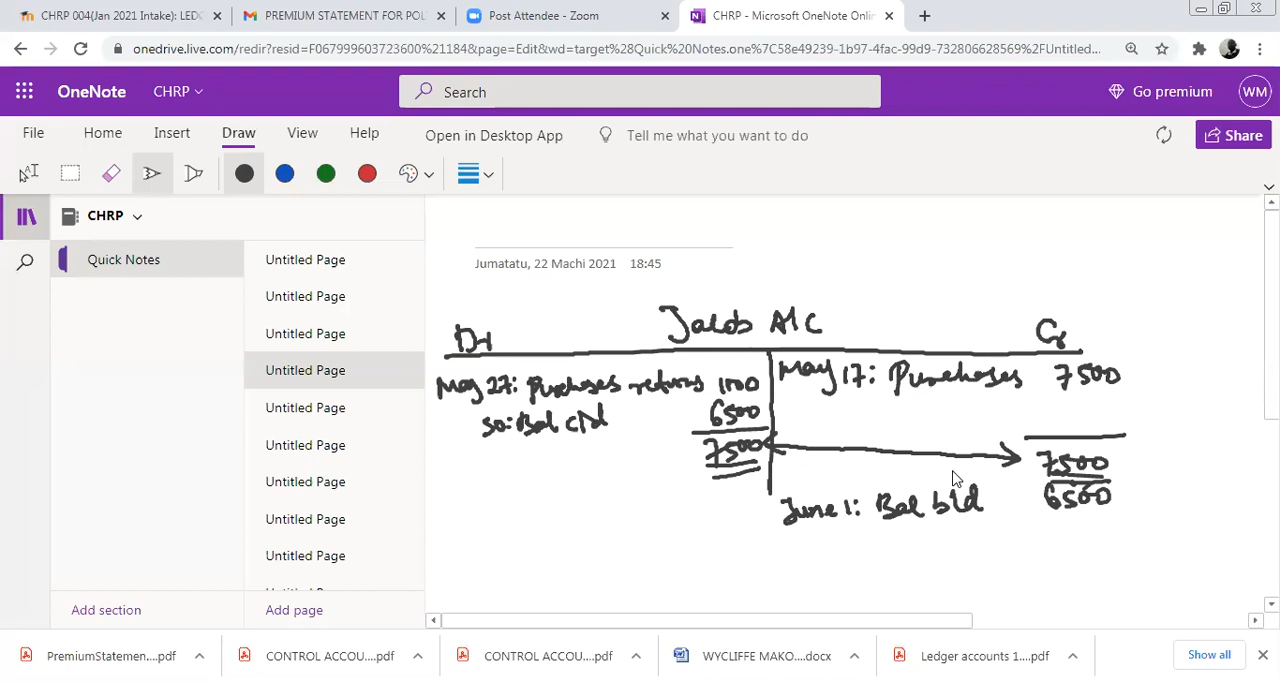 CHRP 004(Jan 2021 Intake): LEDC
PREMIUM STATEMENT FOR POL
Post Attendee - Zoom
CHRP - Microsoft OneNote Onlin
onedrive.live.com/redir?resid=F067999603723600%211184&page=Edit&wd=target%28Quick%20Notes.one%7C58e49239-1b97-4fac-99d9-732806628569%2FUntitled...
OneNote
CHRP
Search
Go premium
WM
File
Home
Insert
Draw
View
Help
Open in Desktop App
Tell me what you want to do
Share
CHRP
Quick Notes
Untitled Page
Untitled Page
Untitled Page
Untitled Page
Untitled Page
Untitled Page
Untitled Page
Untitled Page
Untitled Page
Add section
Add page
Jumatatu, 22 Machi 2021 18:45
Dr Jacob A/C Cr
May 27: Purchases returns 1000
May 17: Purchases 7500
30: Bal c/d 6500
7500
7500
June 1: Bal b/d 6500
PremiumStatemen....pdf
CONTROL ACCOU....pdf
CONTROL ACCOU....pdf
WYCLIFFE MAKO....docx
Ledger accounts 1....pdf
Show all